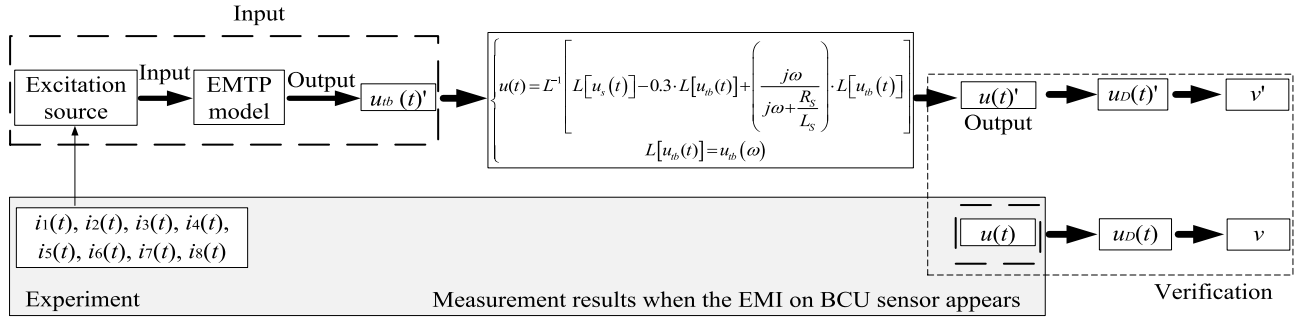 Input
Excitation source
Input
EMTP model
Output
u_tb (t)'
u(t) = L⁻¹ [ L[u_s(t)] − 0.3 · L[u_tb(t)] + ( jω / ( jω + R_S / L_S ) ) · L[u_tb(t)] ]
L[u_tb(t)] = u_tb(ω)
u(t)'
Output
u_D(t)'
v'
i1(t), i2(t), i3(t), i4(t),
i5(t), i6(t), i7(t), i8(t)
u(t)
u_D(t)
v
Experiment
Measurement results when the EMI on BCU sensor appears
Verification